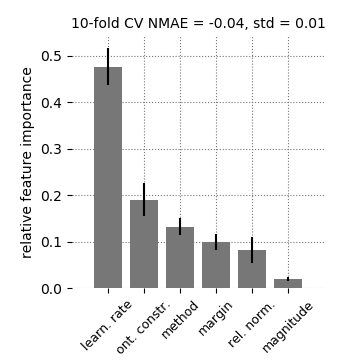 10-fold CV NMAE = -0.04, std = 0.01
relative feature importance
0.5
0.4
0.3
0.2
0.1
0.0
learn. rate
ont. constr.
method
margin
rel. norm.
magnitude